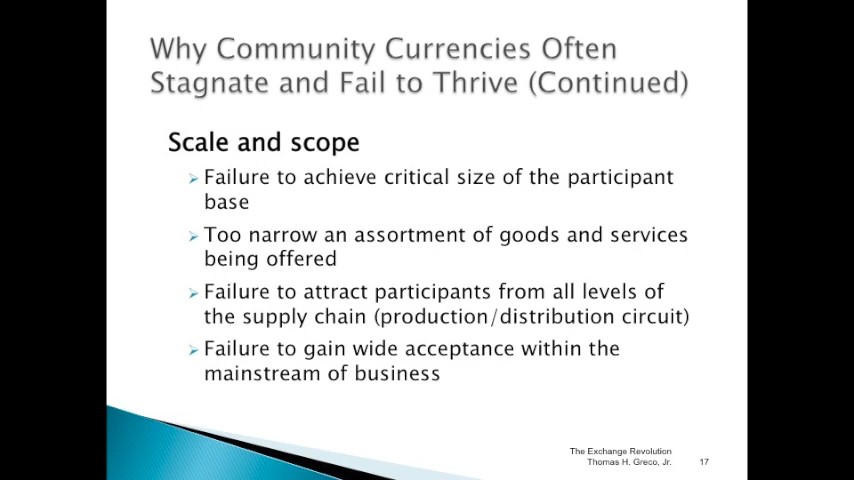 Why Community Currencies Often
Stagnate and Fail to Thrive (Continued)
Scale and scope
Failure to achieve critical size of the participant
base
Too narrow an assortment of goods and services
being offered
Failure to attract participants from all levels of
the supply chain (production/distribution circuit)
Failure to gain wide acceptance within the
mainstream of business
The Exchange Revolution
Thomas H. Greco, Jr.
17